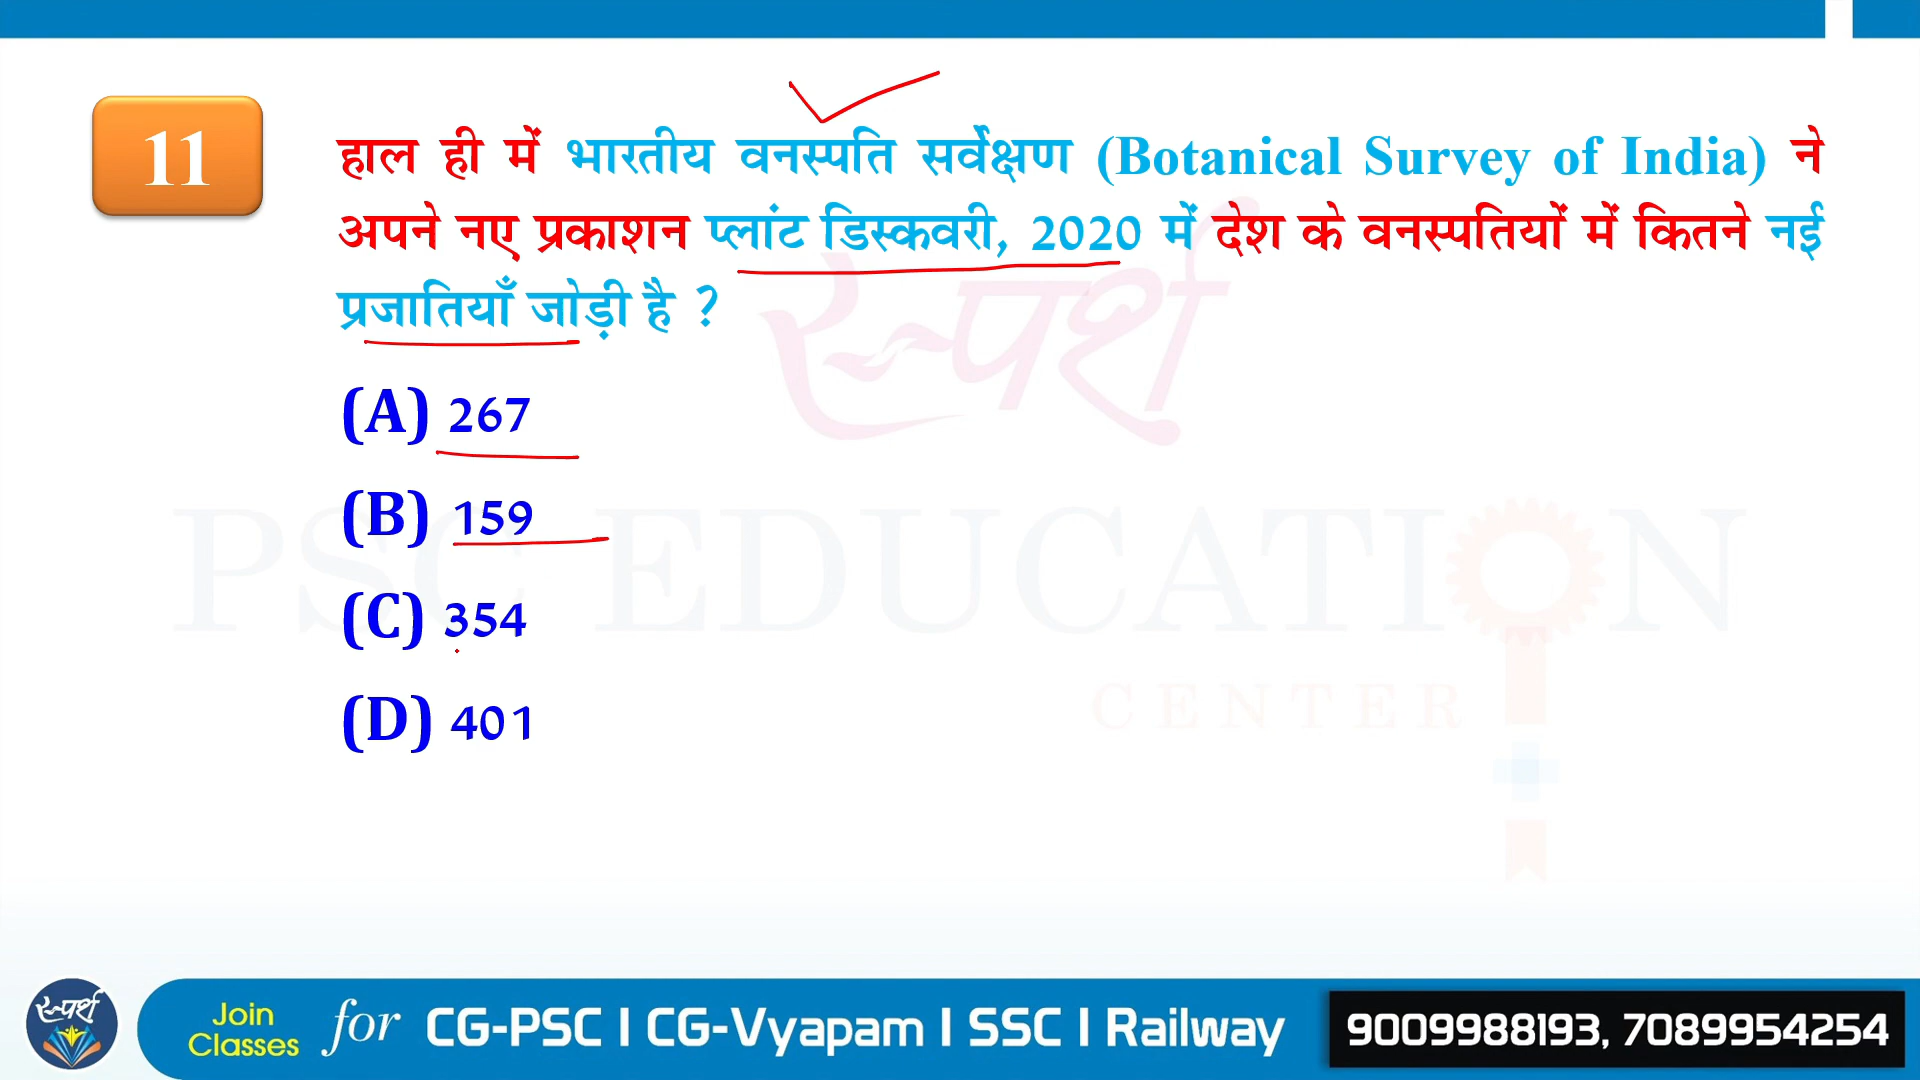 11
हाल ही में भारतीय वनस्पति सर्वेक्षण (Botanical Survey of India) ने
अपने नए प्रकाशन प्लांट डिस्कवरी, 2020 में देश के वनस्पतियों में कितने नई
प्रजातियाँ जोड़ी है ?
(A) 267
(B) 159
(C) 354
(D) 401
स्पर्श
PSC EDUCATION
CENTER
स्पर्श
Join
Classes
for
CG-PSC I CG-Vyapam I SSC I Railway
9009988193, 7089954254